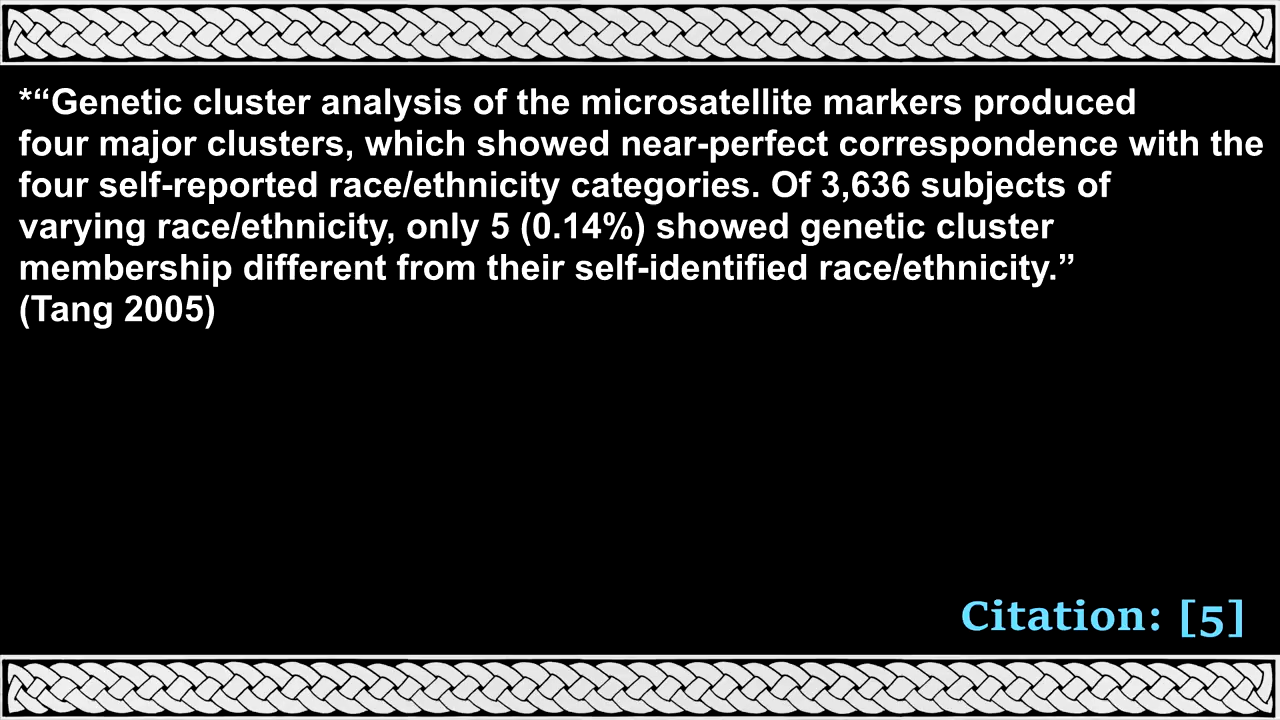 *“Genetic cluster analysis of the microsatellite markers produced
four major clusters, which showed near-perfect correspondence with the
four self-reported race/ethnicity categories. Of 3,636 subjects of
varying race/ethnicity, only 5 (0.14%) showed genetic cluster
membership different from their self-identified race/ethnicity.”
(Tang 2005)
Citation: [5]